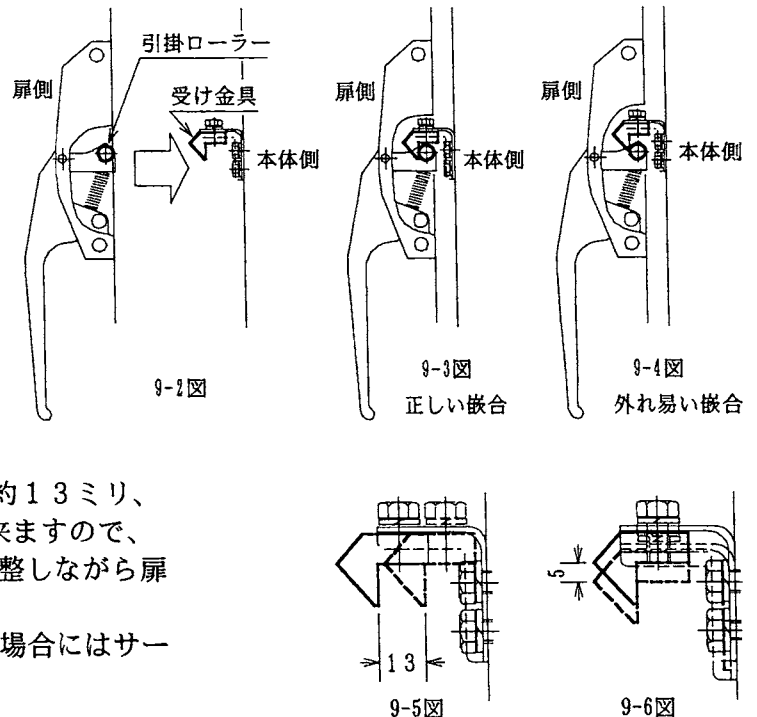 引掛ローラー
扉側
受け金具
本体側
9-2図
扉側
本体側
9-3図
正しい嵌合
扉側
本体側
9-4図
外れ易い嵌合
約13ミリ、
来ますので、
整しながら扉
場合にはサー
13
9-5図
5
9-6図